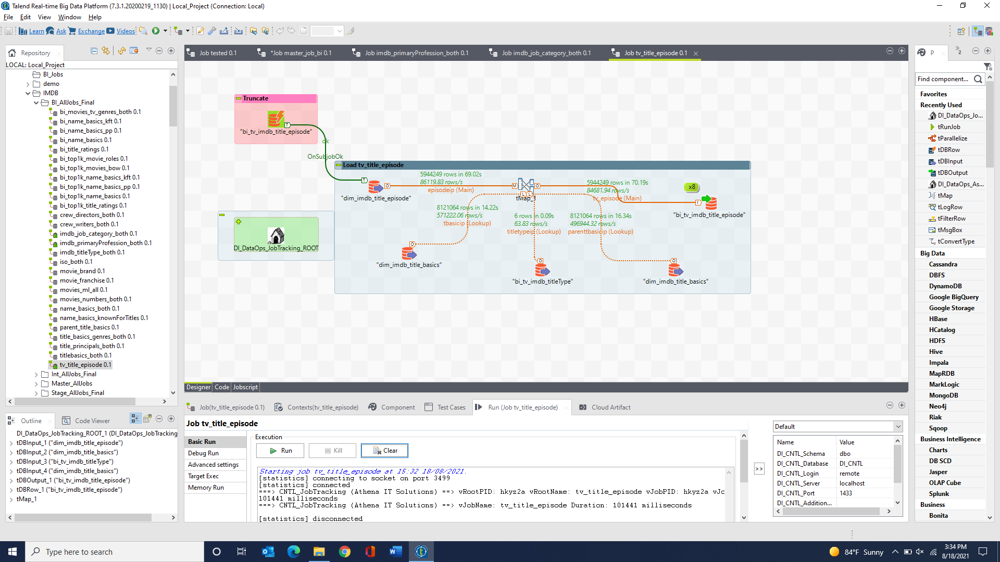 Talend Real-time Big Data Platform (7.3.1.20200219_1130) | Local_Project (Connection: Local)
File Edit View Window Help
Learn Ask Exchange Videos
Repository
LOCAL: Local_Project
BI_Jobs
demo
IMDB
BI_AllJobs_Final
bi_movies_tv_genres_both 0.1
bi_name_basics_kft 0.1
bi_name_basics_pp 0.1
bi_name_basics 0.1
bi_title_ratings 0.1
bi_top1k_movie_roles 0.1
bi_top1k_movies_bow 0.1
bi_top1k_name_basics_kft 0.1
bi_top1k_name_basics_pp 0.1
bi_top1k_name_basics 0.1
bi_top1k_title_ratings 0.1
crew_directors_both 0.1
crew_writers_both 0.1
imdb_job_category_both 0.1
imdb_primaryProfession_both 0.1
imdb_titleType_both 0.1
iso_both 0.1
movie_brand 0.1
movie_franchise 0.1
movies_ml_all 0.1
movies_numbers_both 0.1
name_basics_both 0.1
name_basics_knownForTitles 0.1
parent_title_basics 0.1
title_basics_genres_both 0.1
title_principals_both 0.1
titlebasics_both 0.1
tv_title_episode 0.1
Int_AllJobs_Final
Master_AllJobs
Stage_AllJobs_Final
Outline Code Viewer
DI_DataOps_JobTracking_ROOT_1 (DI_DataOps_JobTracking
tDBInput_1 ("dim_imdb_title_episode")
tDBInput_2 ("dim_imdb_title_basics")
tDBInput_3 ("bi_tv_imdb_titleType")
tDBInput_4 ("dim_imdb_title_basics")
tDBOutput_1 ("bi_tv_imdb_title_episode")
tDBRow_1 ("bi_tv_imdb_title_episode")
tMap_1
Job tested 0.1 *Job master_job_bi 0.1 Job imdb_primaryProfession_both 0.1 Job imdb_job_category_both 0.1 Job tv_title_episode 0.1
Truncate
"bi_tv_imdb_title_episode"
ok
OnSubjobOk
Load tv_title_episode
5944249 rows in 69.02s
86119.83 rows/s
episodeip (Main)
"dim_imdb_title_episode"
tMap_1
5944249 rows in 70.19s
84681.94 rows/s
tv_episode (Main)
x8
"bi_tv_imdb_title_episode"
8121064 rows in 14.22s
571222.06 rows/s
tbasicip (Lookup)
6 rows in 0.09s
63.83 rows/s
titletypeip (Lookup)
8121064 rows in 16.34s
496944.32 rows/s
parenttbasicip (Lookup)
DI_DataOps_JobTracking_ROOT
"dim_imdb_title_basics"
"bi_tv_imdb_titleType"
"dim_imdb_title_basics"
Designer Code Jobscript
Job(tv_title_episode 0.1) Contexts(tv_title_episode) Component Test Cases Run (Job tv_title_episode) Cloud Artifact
Job tv_title_episode
Basic Run
Debug Run
Advanced settings
Target Exec
Memory Run
Execution
Run Kill Clear
Starting job tv_title_episode at 15:32 18/08/2021.
[statistics] connecting to socket on port 3499
[statistics] connected
===> CNTL_JobTracking (Athena IT Solutions) ==> vRootPID: hkyz2a vRootName: tv_title_episode vJobPID: hkyz2a vJc
101441 milliseconds
===> CNTL_JobTracking (Athena IT Solutions) ==> vJobName: tv_title_episode Duration: 101441 milliseconds
[statistics] disconnected
>>
Default
Name Value
DI_CNTL_Schema dbo
DI_CNTL_Database DI_CNTL
DI_CNTL_Login remote
DI_CNTL_Server localhost
DI_CNTL_Port 1433
DI_CNTL_Addition...
P
2
Find component...
Favorites
Recently Used
DI_DataOps_Jo...
tRunJob
tParallelize
tDBRow
tDBInput
tDBOutput
DI_DataOps_As...
tMap
tLogRow
tFilterRow
tMsgBox
tConvertType
Big Data
Cassandra
DBFS
DynamoDB
Google BigQuery
Google Storage
HBase
HCatalog
HDFS
Hive
Impala
MapRDB
MarkLogic
MongoDB
Neo4j
Riak
Sqoop
Business Intelligence
Charts
DB SCD
Jasper
OLAP Cube
Splunk
Business
Bonita
Type here to search
84°F Sunny
3:34 PM
8/18/2021